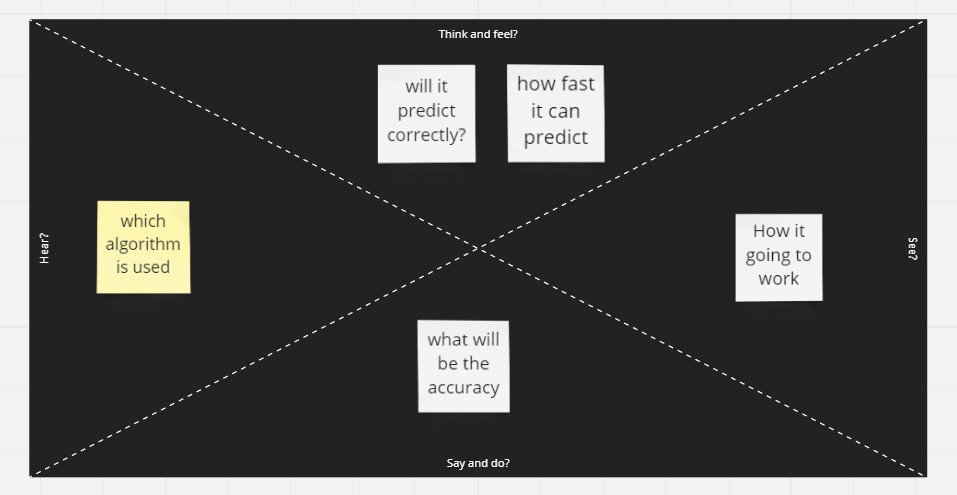 Think and feel?
will it
predict
correctly?
how fast
it can
predict
Hear?
which
algorithm
is used
See?
How it
going to
work
what will
be the
accuracy
Say and do?